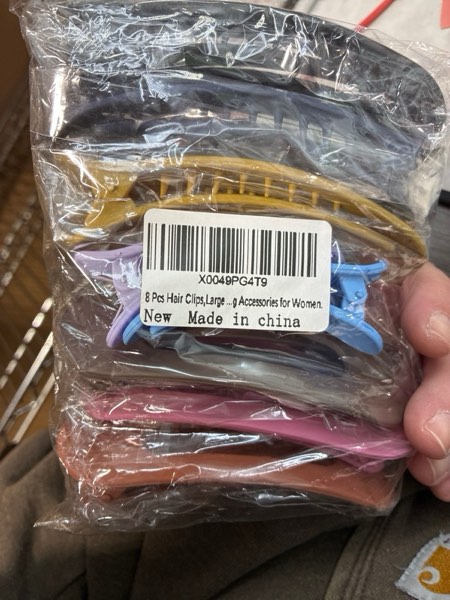 X0049PG4T9
8 Pcs Hair Clips,Large ...g Accessories for Women.
New Made in china